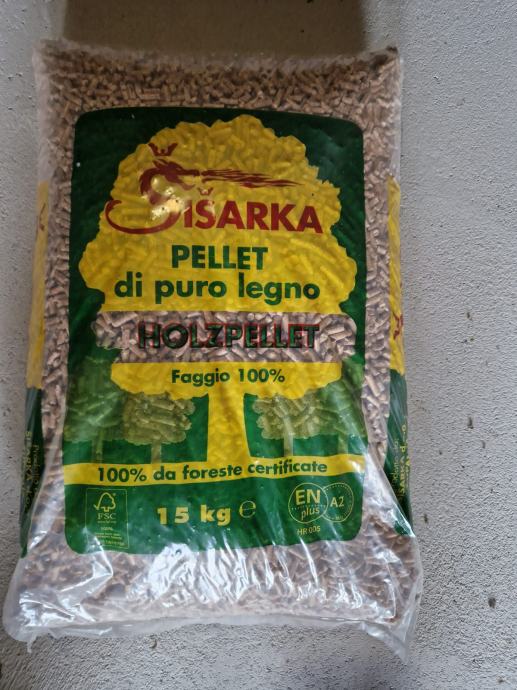 ŠIŠARKA
PELLET
di puro legno
HOLZPELLET
Faggio 100%
100% da foreste certificate
FSC
15 kg e
EN
plus
A2
HR 005